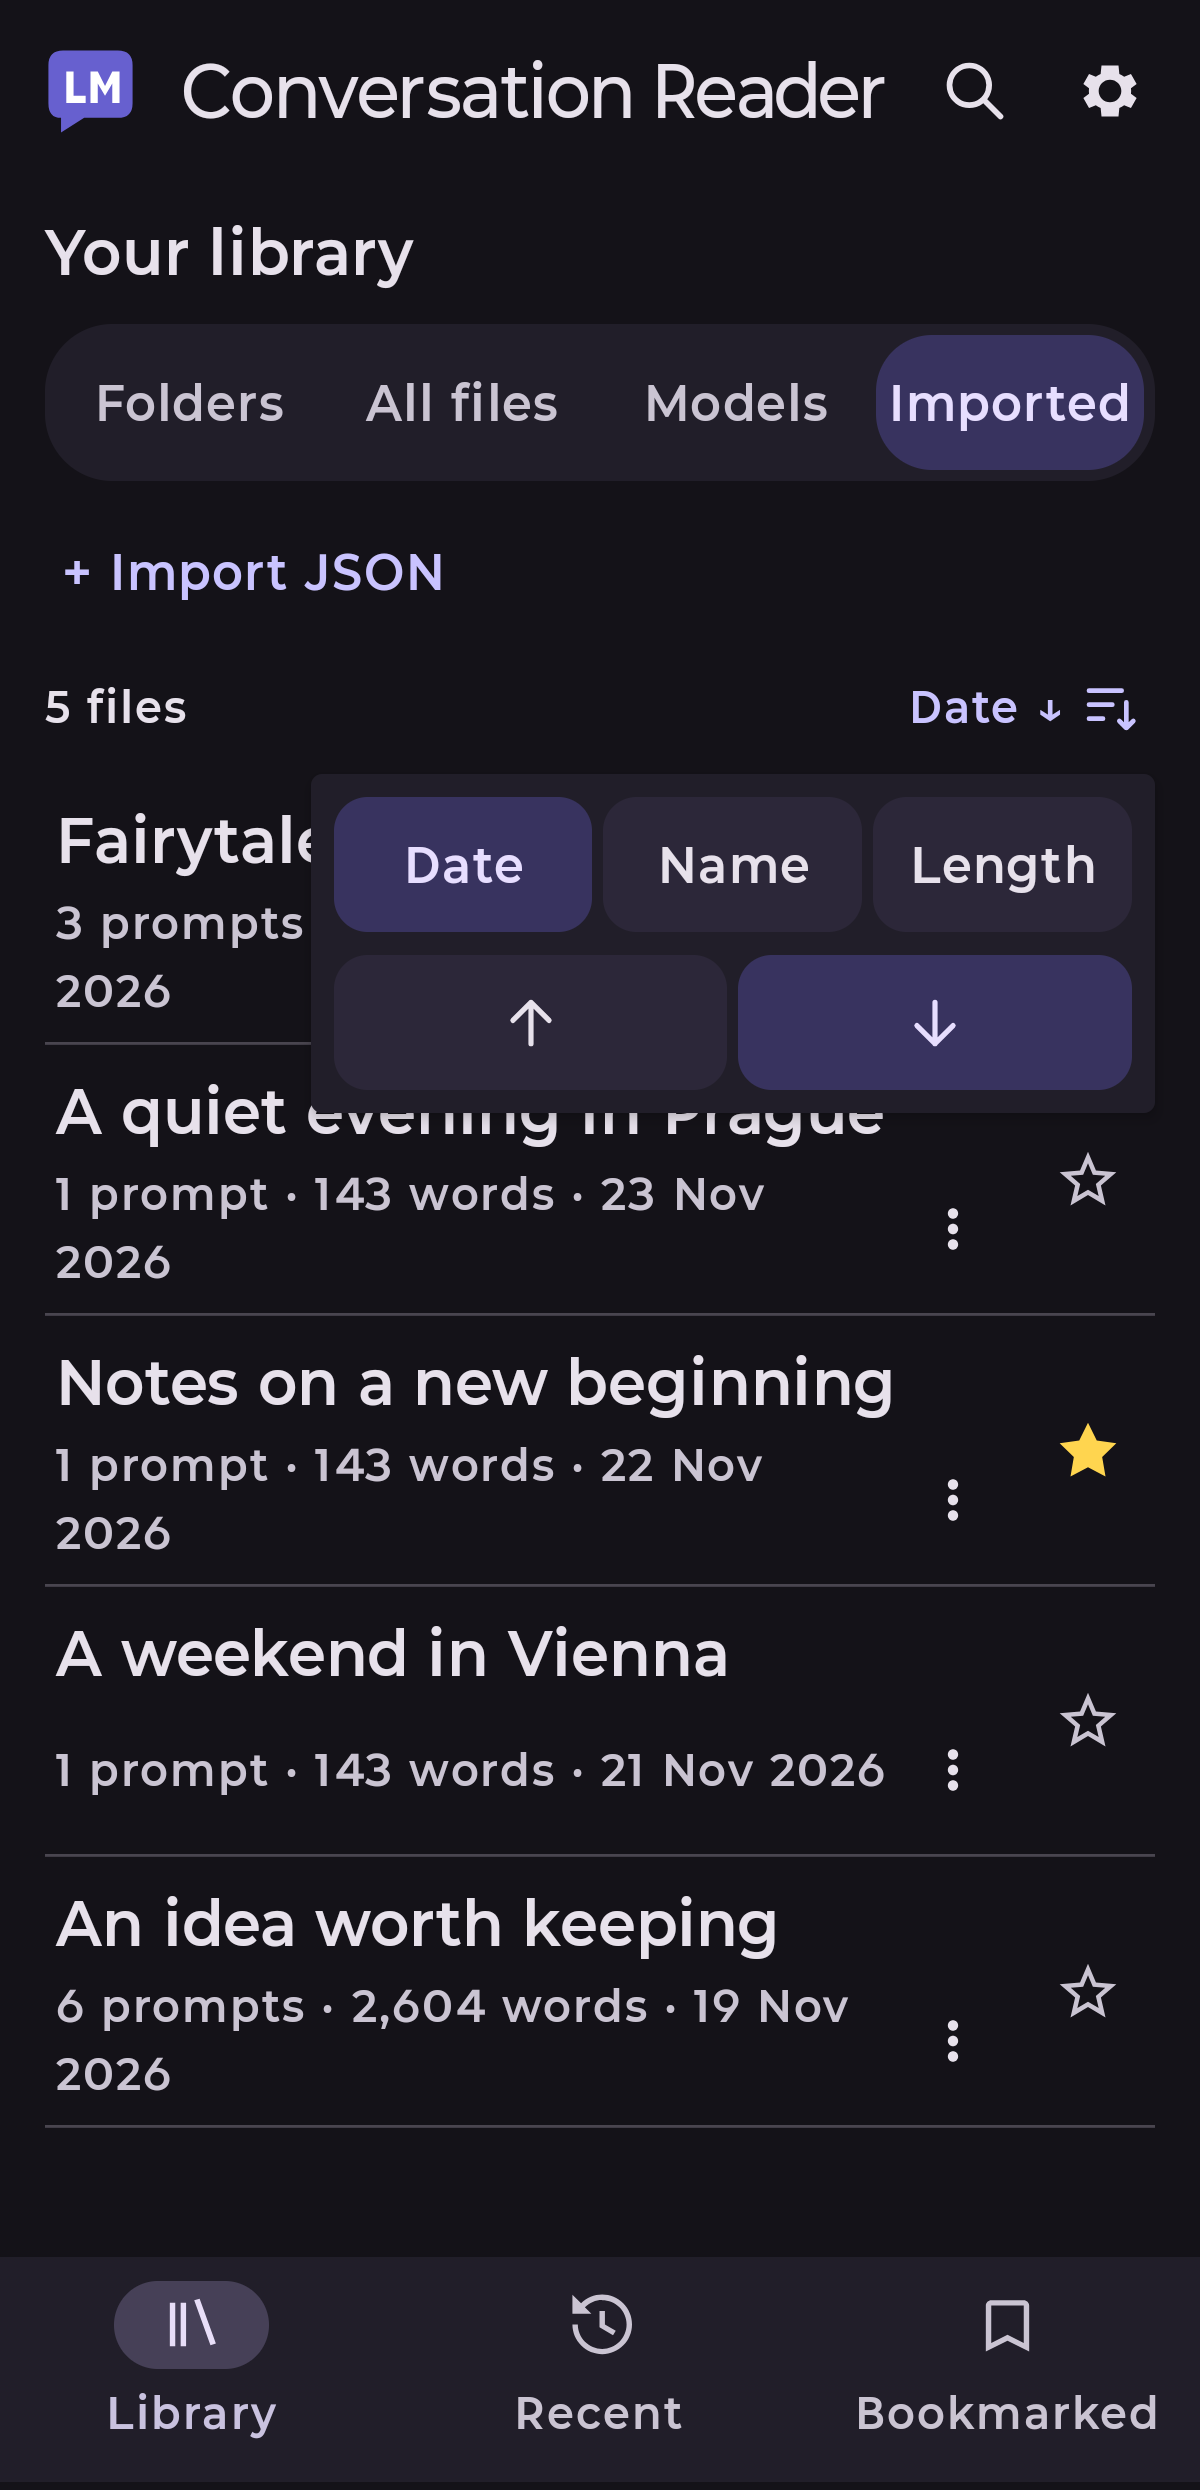 LM Conversation Reader
Your library
Folders All files Models Imported
+ Import JSON
5 files Date ↓
Date Name Length
3 prompts
2026
A quiet evening in Prague
1 prompt · 143 words · 23 Nov
2026
Notes on a new beginning
1 prompt · 143 words · 22 Nov
2026
A weekend in Vienna
1 prompt · 143 words · 21 Nov 2026
An idea worth keeping
6 prompts · 2,604 words · 19 Nov
2026
Library Recent Bookmarked